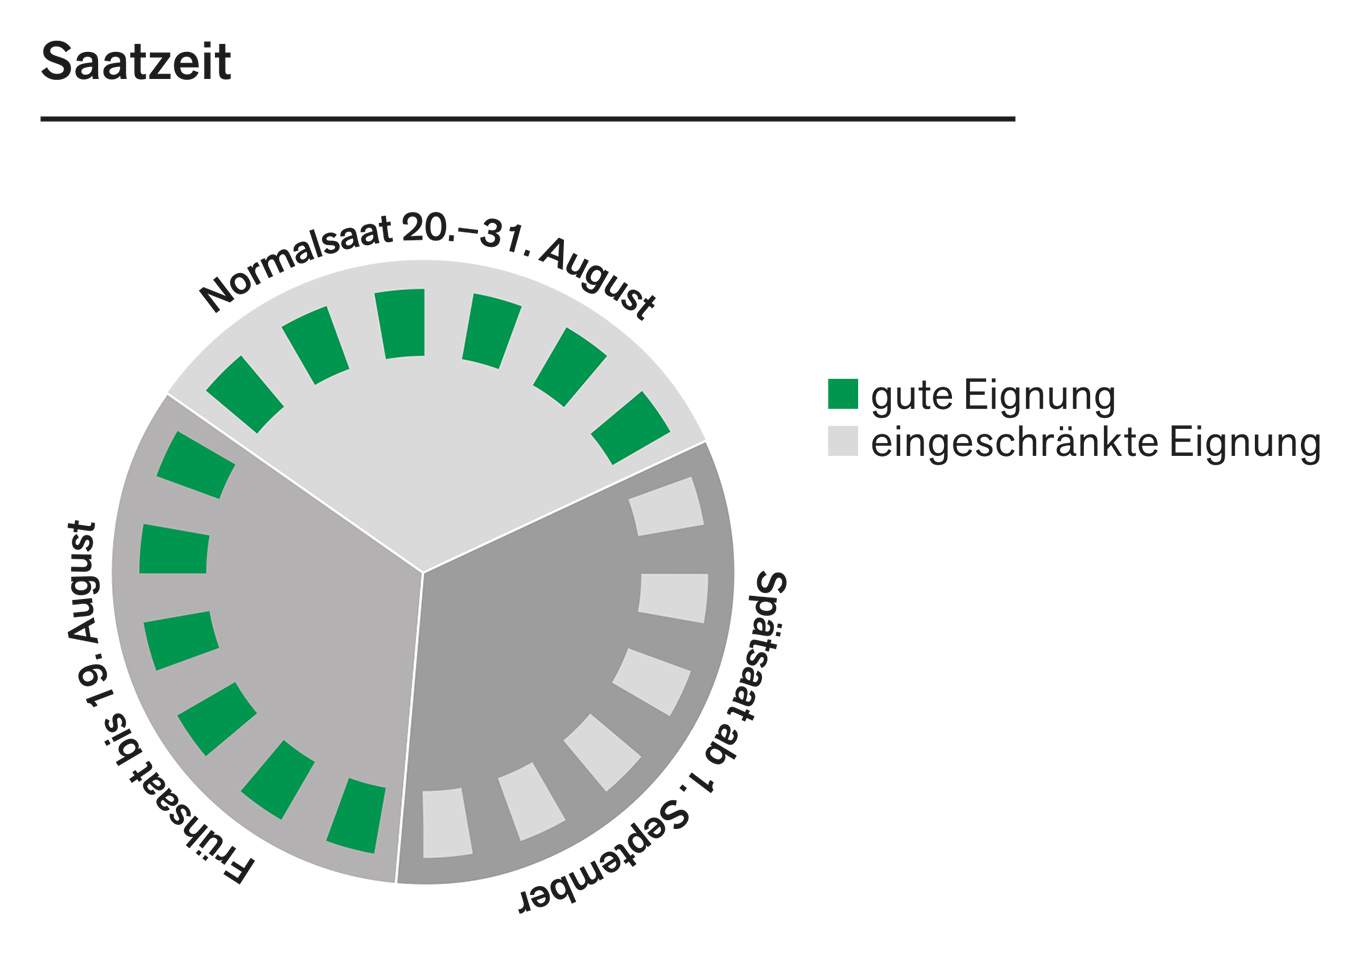 Saatzeit
Normalsaat 20.–31. August
gute Eignung
eingeschränkte Eignung
Frühsaat bis 19. August
Spätsaat ab 1. September